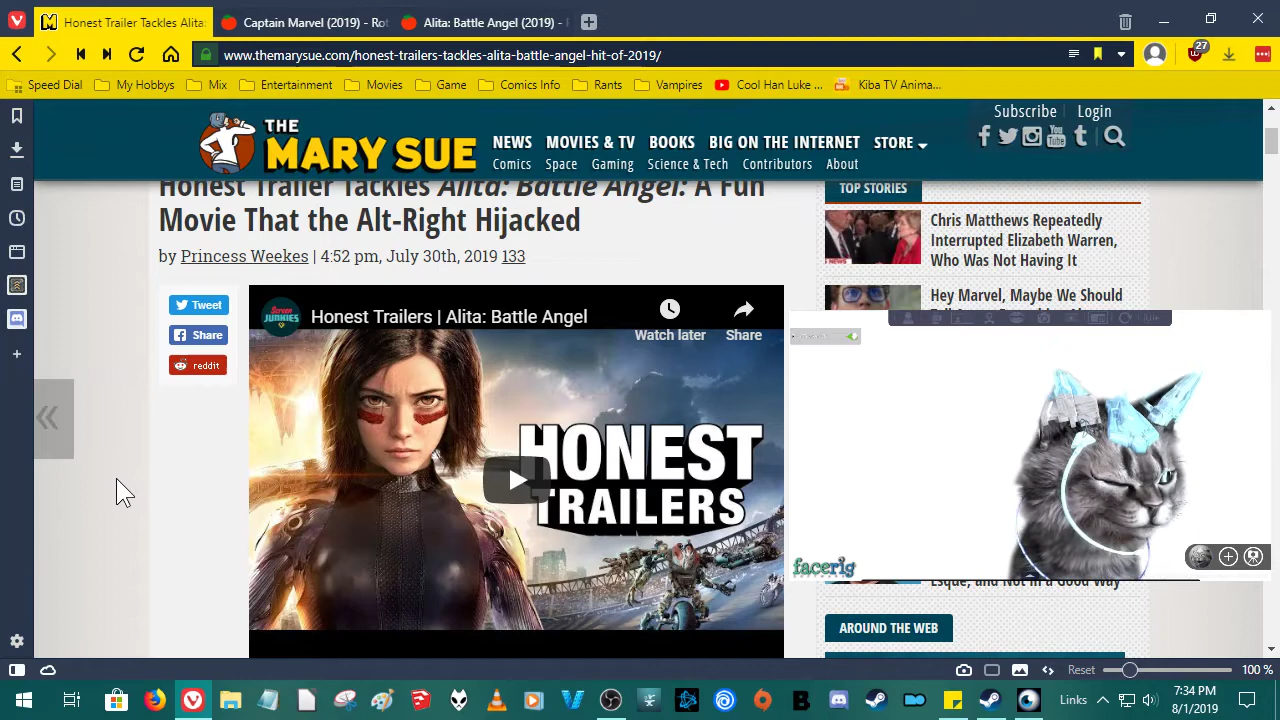 Honest Trailer Tackles Alita:
Captain Marvel (2019) - Rot
Alita: Battle Angel (2019) -
www.themarysue.com/honest-trailers-tackles-alita-battle-angel-hit-of-2019/
27
Speed Dial
My Hobbys
Mix
Entertainment
Movies
Game
Comics Info
Rants
Vampires
Cool Han Luke ...
Kiba TV Anima...
Subscribe
Login
THE
MARY SUE
NEWS MOVIES & TV BOOKS BIG ON THE INTERNET STORE
Comics Space Gaming Science & Tech Contributors About
Honest Trailer Tackles Alita: Battle Angel: A Fun
Movie That the Alt-Right Hijacked
by Princess Weekes | 4:52 pm, July 30th, 2019 133
Tweet
Share
reddit
Screen
Junkies
Honest Trailers | Alita: Battle Angel
Watch later
Share
HONEST
TRAILERS
TOP STORIES
Chris Matthews Repeatedly
Interrupted Elizabeth Warren,
Who Was Not Having It
Hey Marvel, Maybe We Should
facerig
Esque, and Not in a Good Way
AROUND THE WEB
Reset
100 %
Links
7:34 PM
8/1/2019